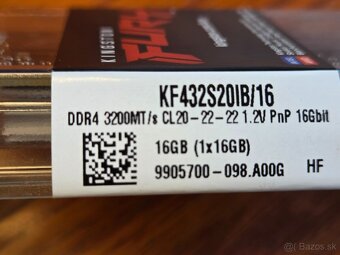 KINGSTON
FURY
KF432S20IB/16
DDR4 3200MT/s CL20-22-22 1.2V PnP 16Gbit
16GB (1x16GB)
9905700-098.A00G HF
Bazos.sk